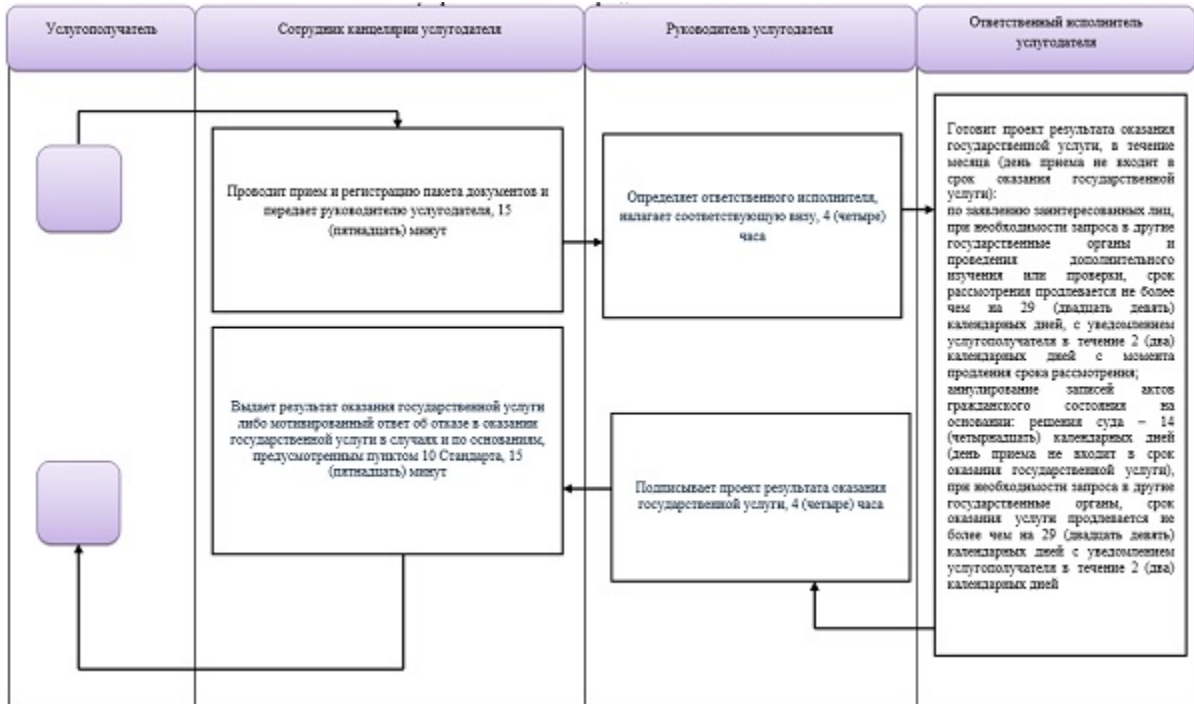 Услугополучатель
Сотрудник канцелярии услугодателя
Руководитель услугодателя
Ответственный исполнитель
услугодателя
Проводит прием и регистрацию пакета документов и
передает руководителю услугодателя, 15
(пятнадцать) минут
Определяет ответственного исполнителя,
налагает соответствующую визу, 4 (четыре)
часа
Готовит проект результата оказания
государственной услуги, в течение
месяца (день приема не входит в
срок оказания государственной
услуги):
по заявлению заинтересованных лиц,
при необходимости запроса в другие
государственные органы и
проведения дополнительного
изучения или проверки, срок
рассмотрения продлевается не более
чем на 29 (двадцать девять)
календарных дней, с уведомлением
услугополучателя в течение 2 (два)
календарных дней с момента
продления срока рассмотрения;
аннулирование записей актов
гражданского состояния на
основании: решения суда – 14
(четырнадцать) календарных дней
(день приема не входит в срок
оказания государственной услуги),
при необходимости запроса в другие
государственные органы, срок
оказания услуги продлевается не
более чем на 29 (двадцать девять)
календарных дней с уведомлением
услугополучателя в течение 2 (два)
календарных дней
Выдает результат оказания государственной услуги
либо мотивированный ответ об отказе в оказании
государственной услуги в случаях и по основаниям,
предусмотренным пунктом 10 Стандарта, 15
(пятнадцать) минут
Подписывает проект результата оказания
государственной услуги, 4 (четыре) часа